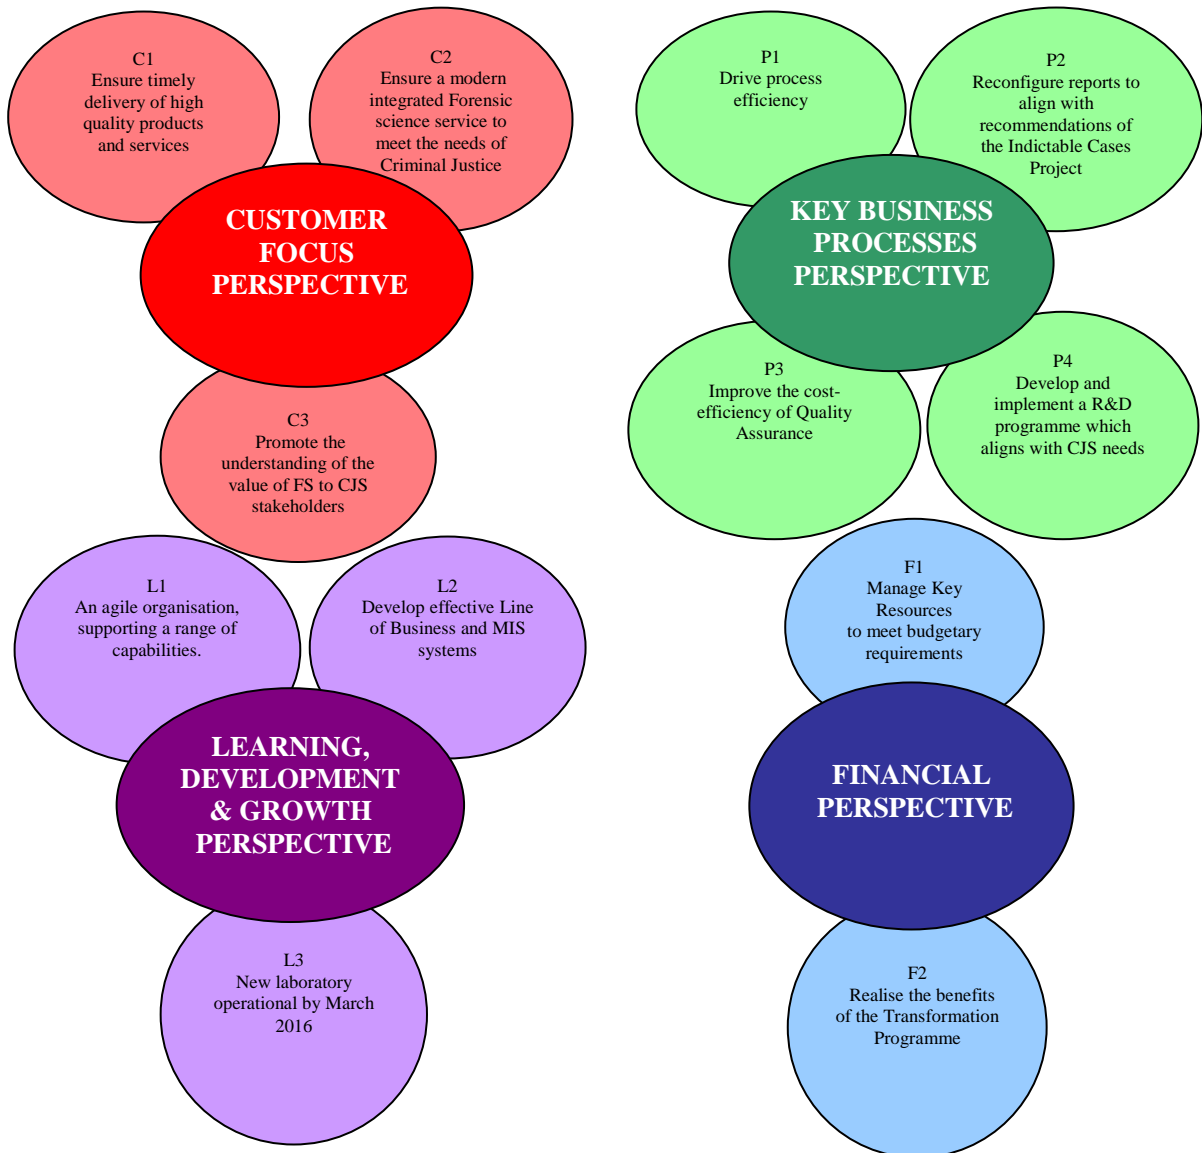 C1
Ensure timely
delivery of high
quality products
and services
C2
Ensure a modern
integrated Forensic
science service to
meet the needs of
Criminal Justice
CUSTOMER
FOCUS
PERSPECTIVE
C3
Promote the
understanding of the
value of FS to CJS
stakeholders
P1
Drive process
efficiency
P2
Reconfigure reports to
align with
recommendations of
the Indictable Cases
Project
KEY BUSINESS
PROCESSES
PERSPECTIVE
P3
Improve the cost-
efficiency of Quality
Assurance
P4
Develop and
implement a R&D
programme which
aligns with CJS needs
L1
An agile organisation,
supporting a range of
capabilities.
L2
Develop effective Line
of Business and MIS
systems
LEARNING,
DEVELOPMENT
& GROWTH
PERSPECTIVE
L3
New laboratory
operational by March
2016
F1
Manage Key
Resources
to meet budgetary
requirements
FINANCIAL
PERSPECTIVE
F2
Realise the benefits
of the Transformation
Programme